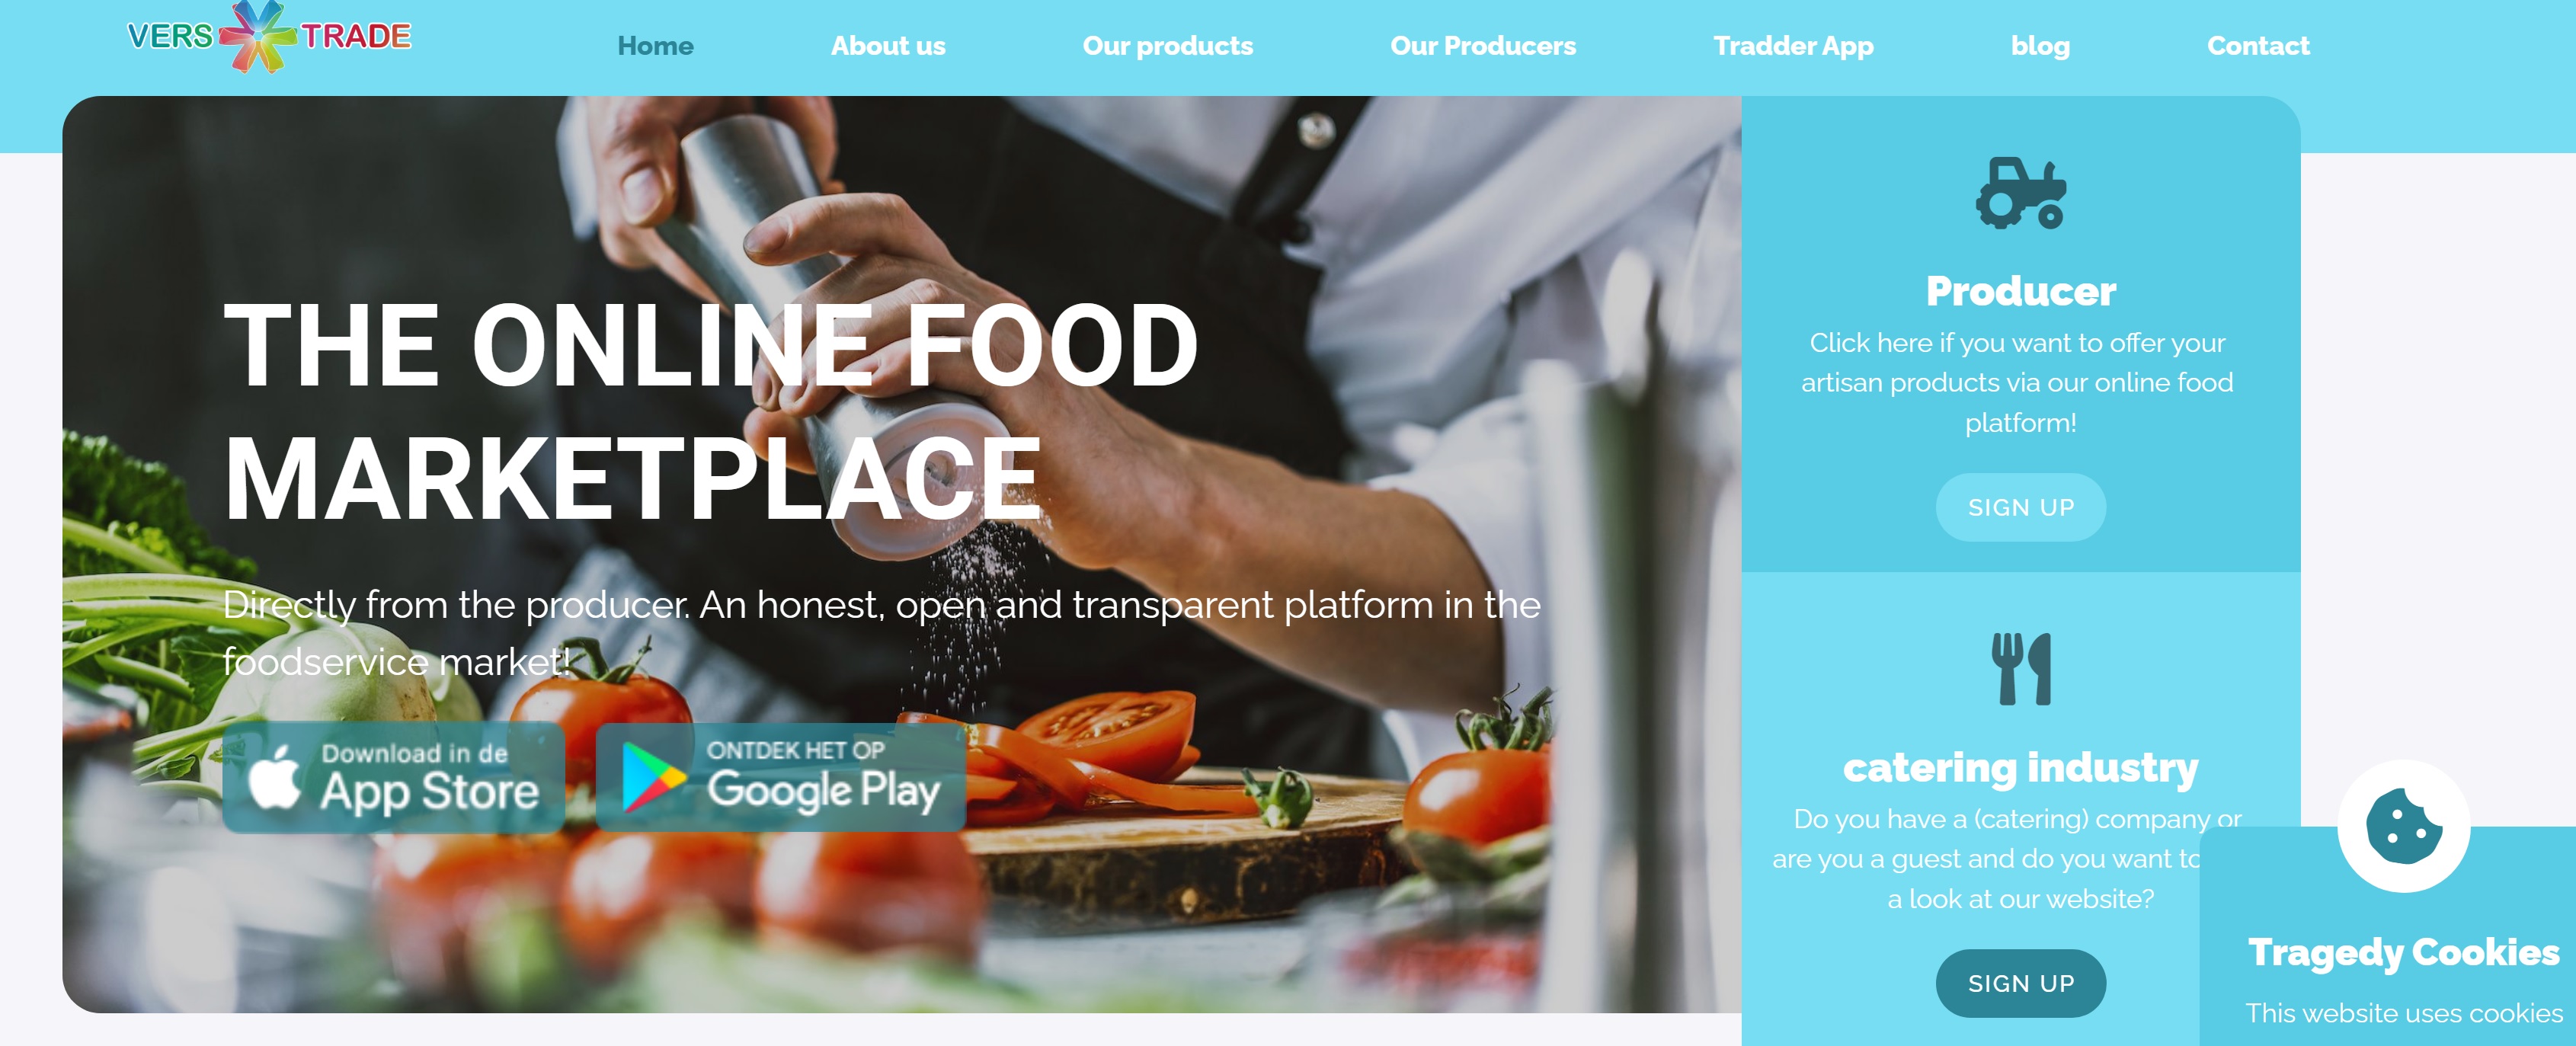 VERS TRADE
Home
About us
Our products
Our Producers
Tradder App
blog
Contact
THE ONLINE FOOD
MARKETPLACE
Directly from the producer. An honest, open and transparent platform in the
foodservice market!
Download in de
App Store
ONTDEK HET OP
Google Play
Producer
Click here if you want to offer your
artisan products via our online food
platform!
SIGN UP
catering industry
Do you have a (catering) company or
are you a guest and do you want to
a look at our website?
SIGN UP
Tragedy Cookies
This website uses cookies